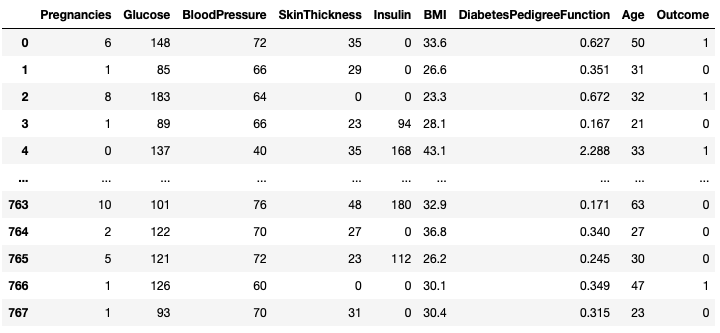 Pregnancies Glucose BloodPressure SkinThickness Insulin BMI DiabetesPedigreeFunction Age Outcome
0 6 148 72 35 0 33.6 0.627 50 1
1 1 85 66 29 0 26.6 0.351 31 0
2 8 183 64 0 0 23.3 0.672 32 1
3 1 89 66 23 94 28.1 0.167 21 0
4 0 137 40 35 168 43.1 2.288 33 1
... ... ... ... ... ... ... ... ... ...
763 10 101 76 48 180 32.9 0.171 63 0
764 2 122 70 27 0 36.8 0.340 27 0
765 5 121 72 23 112 26.2 0.245 30 0
766 1 126 60 0 0 30.1 0.349 47 1
767 1 93 70 31 0 30.4 0.315 23 0